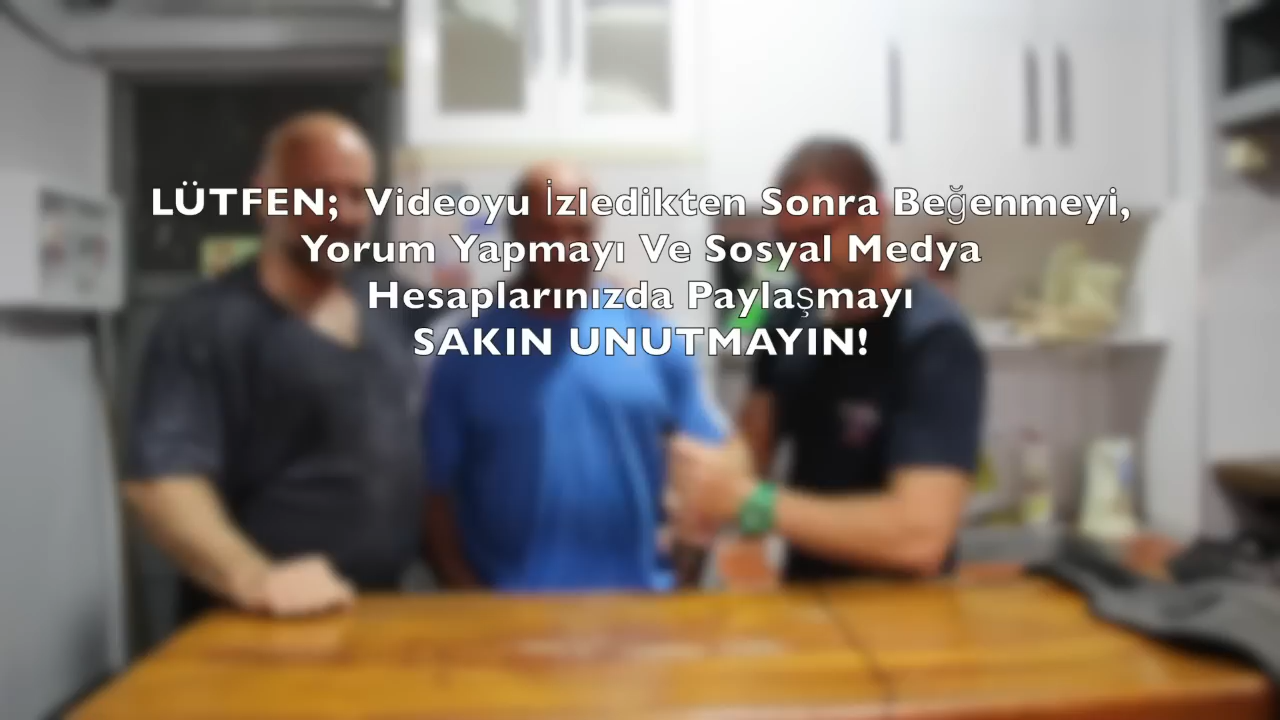 LÜTFEN;  Videoyu İzledikten Sonra Beğenmeyi,
Yorum Yapmayı Ve Sosyal Medya
Hesaplarınızda Paylaşmayı
SAKIN UNUTMAYIN!